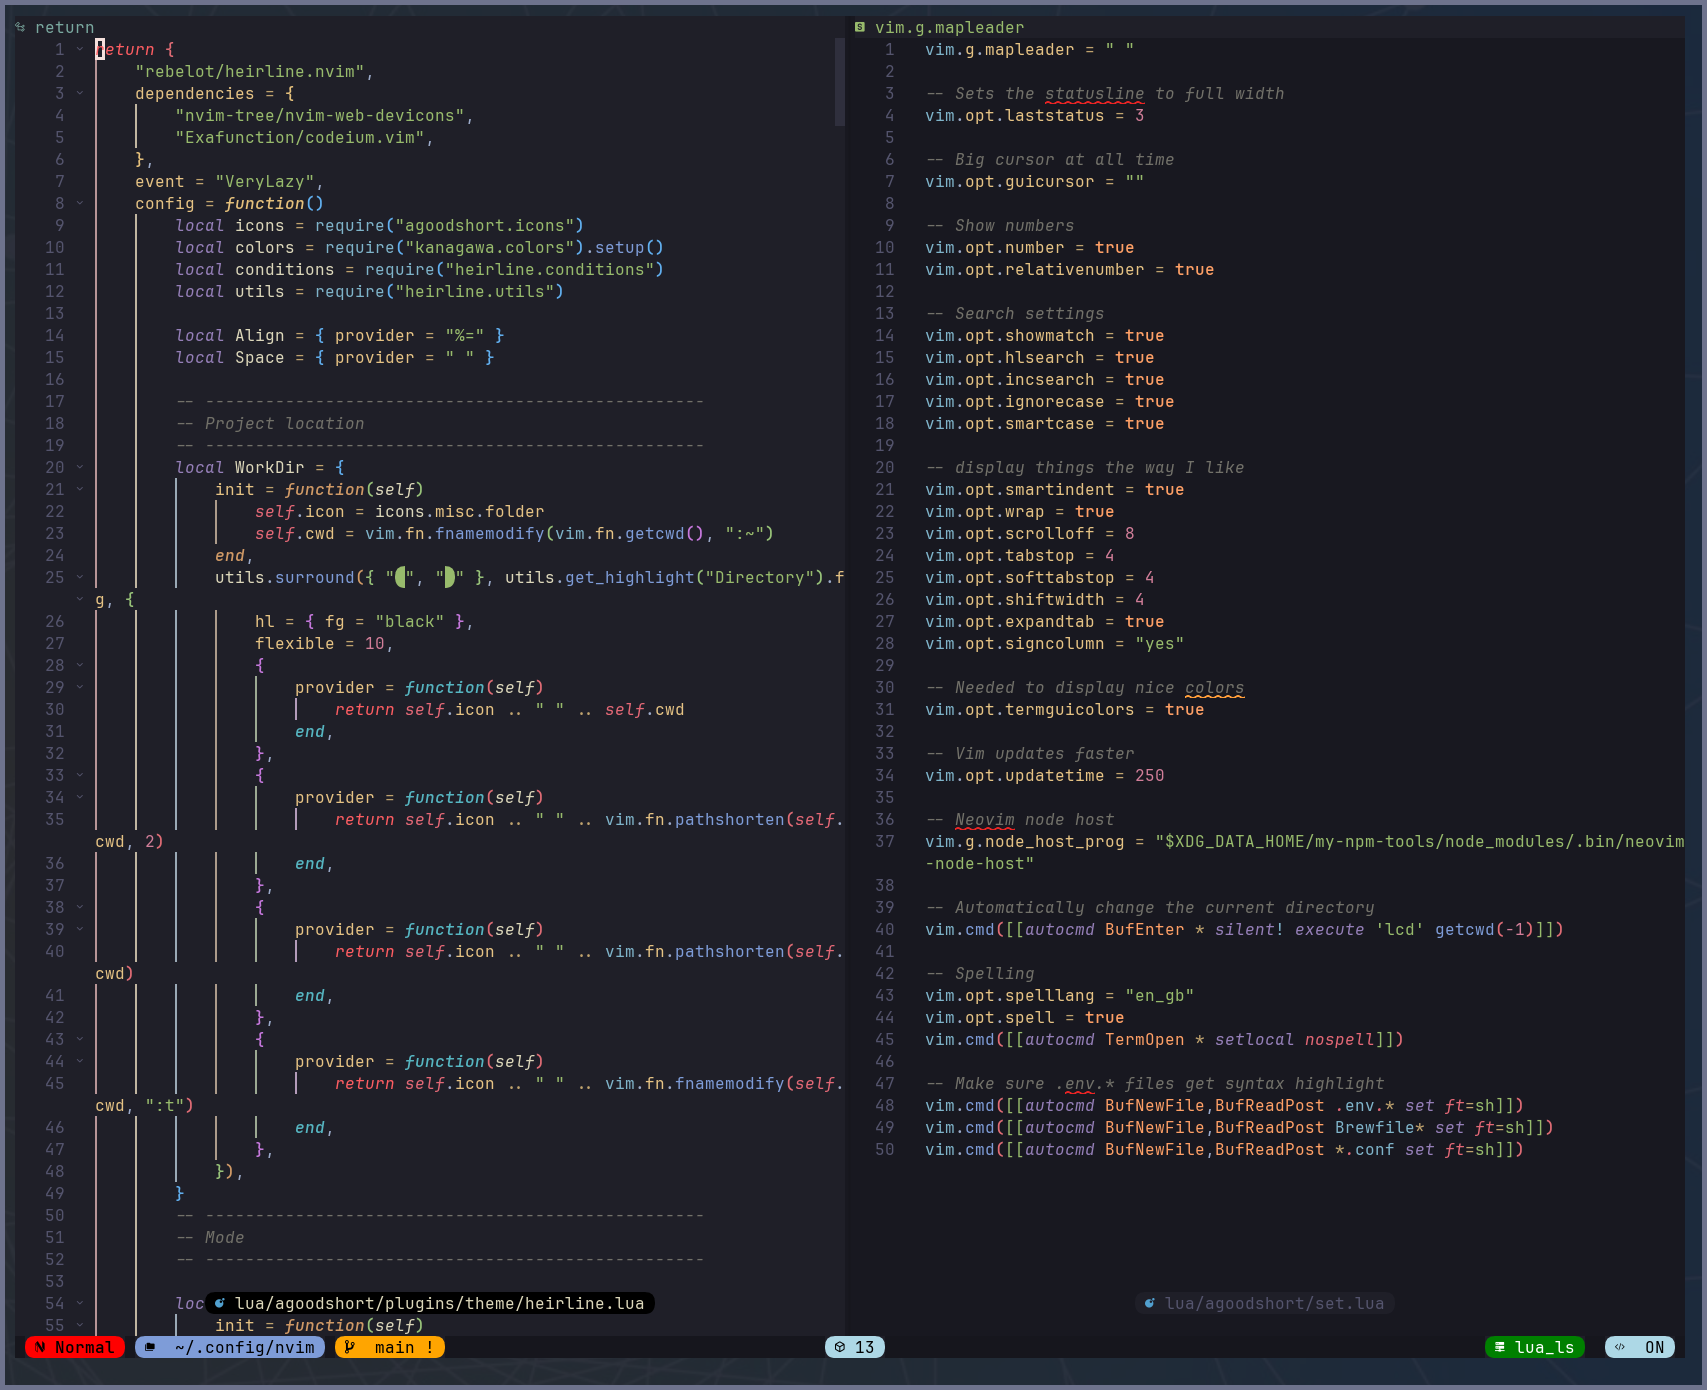 return
1 return {
2 "rebelot/heirline.nvim",
3 dependencies = {
4 "nvim-tree/nvim-web-devicons",
5 "Exafunction/codeium.vim",
6 },
7 event = "VeryLazy",
8 config = function()
9 local icons = require("agoodshort.icons")
10 local colors = require("kanagawa.colors").setup()
11 local conditions = require("heirline.conditions")
12 local utils = require("heirline.utils")
13
14 local Align = { provider = "%=" }
15 local Space = { provider = " " }
16
17 -- --------------------------------------------------
18 -- Project location
19 -- --------------------------------------------------
20 local WorkDir = {
21 init = function(self)
22 self.icon = icons.misc.folder
23 self.cwd = vim.fn.fnamemodify(vim.fn.getcwd(), ":~")
24 end,
25 utils.surround({ "", "" }, utils.get_highlight("Directory").f
g, {
26 hl = { fg = "black" },
27 flexible = 10,
28 {
29 provider = function(self)
30 return self.icon .. " " .. self.cwd
31 end,
32 },
33 {
34 provider = function(self)
35 return self.icon .. " " .. vim.fn.pathshorten(self.
cwd, 2)
36 end,
37 },
38 {
39 provider = function(self)
40 return self.icon .. " " .. vim.fn.pathshorten(self.
cwd)
41 end,
42 },
43 {
44 provider = function(self)
45 return self.icon .. " " .. vim.fn.fnamemodify(self.
cwd, ":t")
46 end,
47 },
48 }),
49 }
50 -- --------------------------------------------------
51 -- Mode
52 -- --------------------------------------------------
53
54 loc lua/agoodshort/plugins/theme/heirline.lua
55 init = function(self)
vim.g.mapleader
1 vim.g.mapleader = " "
2
3 -- Sets the statusline to full width
4 vim.opt.laststatus = 3
5
6 -- Big cursor at all time
7 vim.opt.guicursor = ""
8
9 -- Show numbers
10 vim.opt.number = true
11 vim.opt.relativenumber = true
12
13 -- Search settings
14 vim.opt.showmatch = true
15 vim.opt.hlsearch = true
16 vim.opt.incsearch = true
17 vim.opt.ignorecase = true
18 vim.opt.smartcase = true
19
20 -- display things the way I like
21 vim.opt.smartindent = true
22 vim.opt.wrap = true
23 vim.opt.scrolloff = 8
24 vim.opt.tabstop = 4
25 vim.opt.softtabstop = 4
26 vim.opt.shiftwidth = 4
27 vim.opt.expandtab = true
28 vim.opt.signcolumn = "yes"
29
30 -- Needed to display nice colors
31 vim.opt.termguicolors = true
32
33 -- Vim updates faster
34 vim.opt.updatetime = 250
35
36 -- Neovim node host
37 vim.g.node_host_prog = "$XDG_DATA_HOME/my-npm-tools/node_modules/.bin/neovim
-node-host"
38
39 -- Automatically change the current directory
40 vim.cmd([[autocmd BufEnter * silent! execute 'lcd' getcwd(-1)]])
41
42 -- Spelling
43 vim.opt.spelllang = "en_gb"
44 vim.opt.spell = true
45 vim.cmd([[autocmd TermOpen * setlocal nospell]])
46
47 -- Make sure .env.* files get syntax highlight
48 vim.cmd([[autocmd BufNewFile,BufReadPost .env.* set ft=sh]])
49 vim.cmd([[autocmd BufNewFile,BufReadPost Brewfile* set ft=sh]])
50 vim.cmd([[autocmd BufNewFile,BufReadPost *.conf set ft=sh]])
lua/agoodshort/set.lua
Normal ~/.config/nvim main ! 13 lua_ls ON